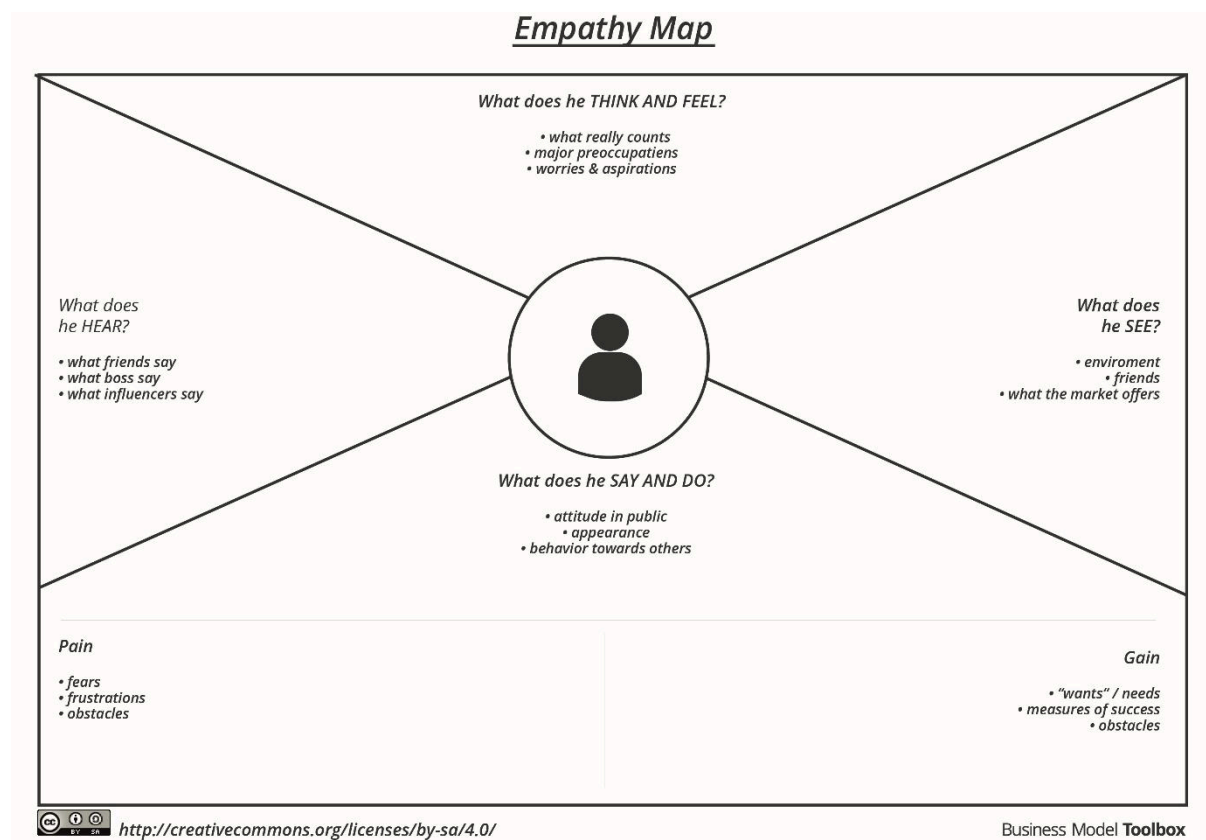 Empathy Map
What does he THINK AND FEEL?
• what really counts
• major preoccupatiens
• worries & aspirations
What does
he HEAR?
• what friends say
• what boss say
• what influencers say
What does
he SEE?
• enviroment
• friends
• what the market offers
What does he SAY AND DO?
• attitude in public
• appearance
• behavior towards others
Pain
• fears
• frustrations
• obstacles
Gain
• “wants” / needs
• measures of success
• obstacles
cc BY SA
http://creativecommons.org/licenses/by-sa/4.0/
Business Model Toolbox